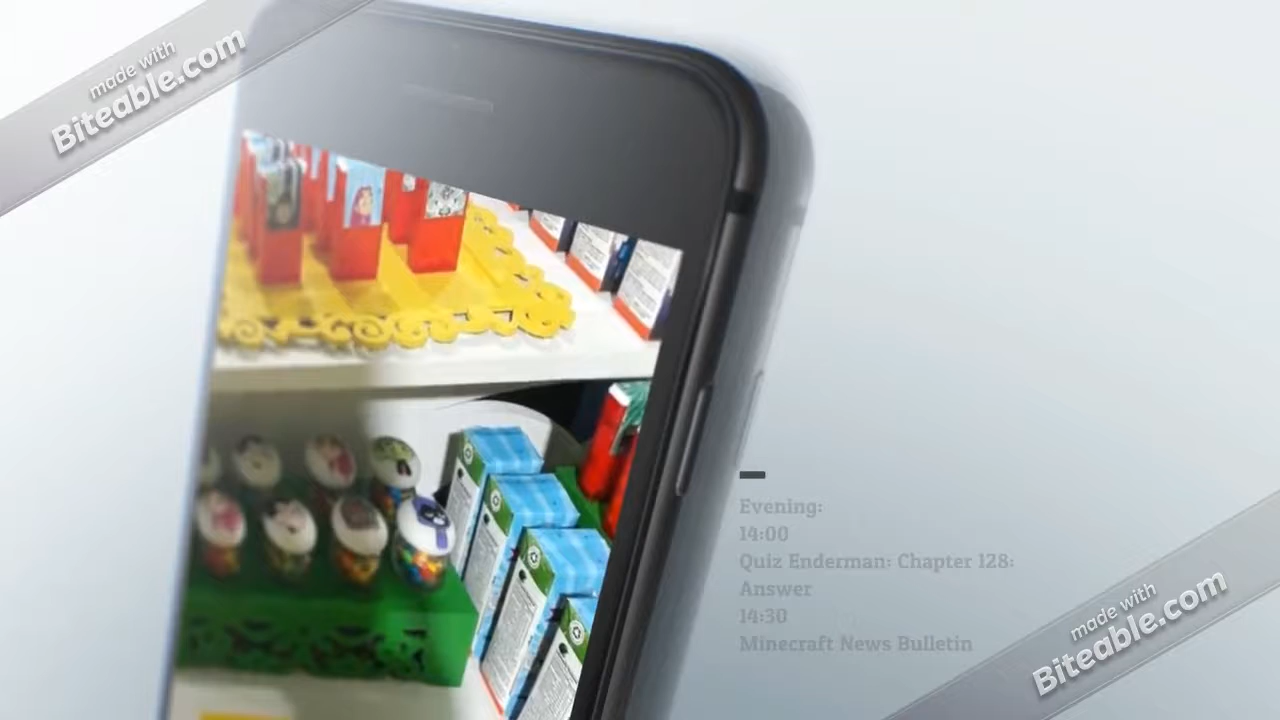 made with
Biteable.com
Evening:
14:00
Quiz Enderman: Chapter 128:
Answer
14:30
Minecraft News Bulletin
made with
Biteable.com